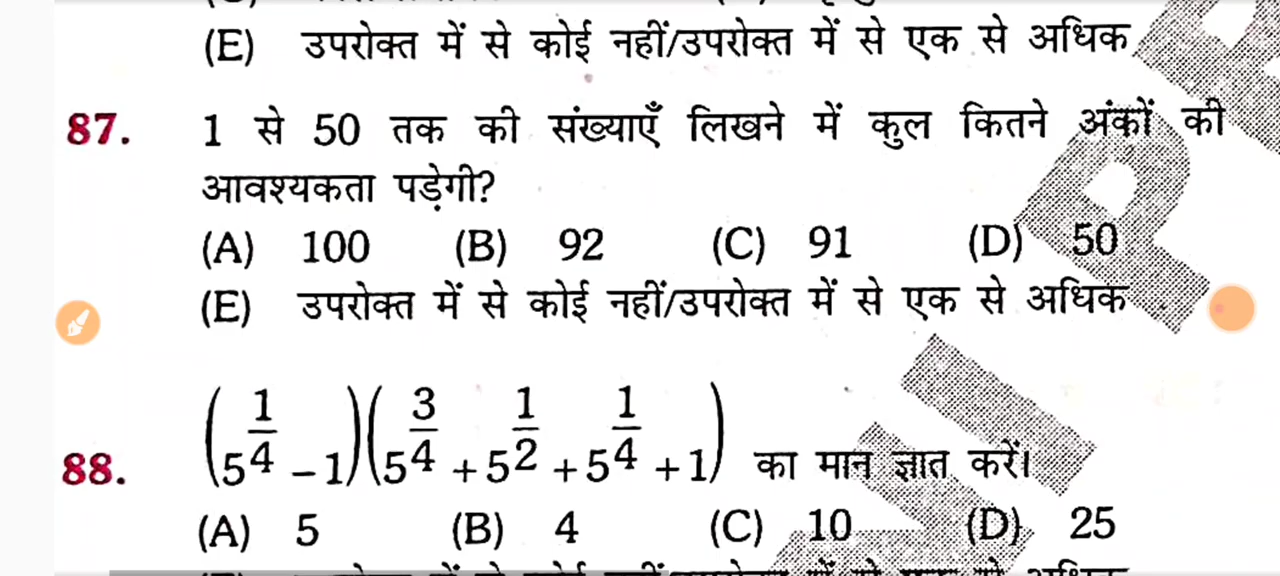 (E) उपरोक्त में से कोई नहीं/उपरोक्त में से एक से अधिक
87. 1 से 50 तक की संख्याएँ लिखने में कुल कितने अंकों की
आवश्यकता पड़ेगी?
(A) 100 (B) 92 (C) 91 (D) 50
(E) उपरोक्त में से कोई नहीं/उपरोक्त में से एक से अधिक
88. (5^{1/4} - 1)(5^{3/4} + 5^{1/2} + 5^{1/4} + 1) का मान ज्ञात करें।
(A) 5 (B) 4 (C) 10 (D) 25